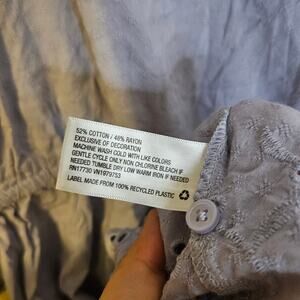 52% COTTON / 48% RAYON
EXCLUSIVE OF DECORATION
MACHINE WASH COLD WITH LIKE COLORS
GENTLE CYCLE ONLY NON CHLORINE BLEACH IF
NEEDED TUMBLE DRY LOW WARM IRON IF NEEDED
RN17730 VN1979753
LABEL MADE FROM 100% RECYCLED PLASTIC